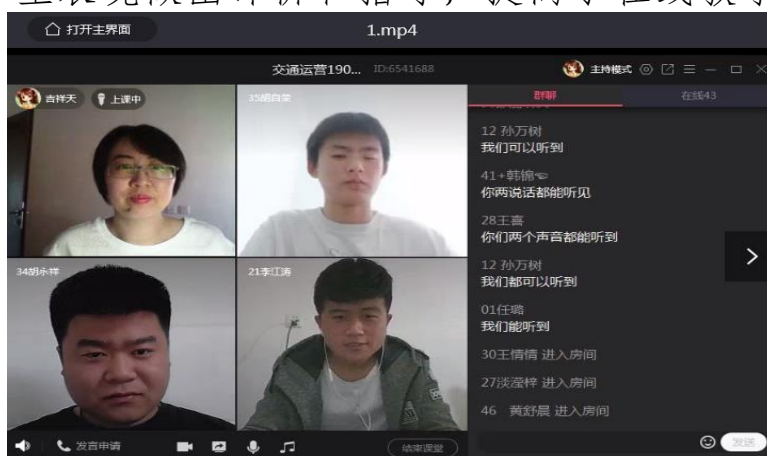 打开主界面
1.mp4
交通运营190... ID:6541688
主持模式
吉祥天 上课中
35胡自荣
34胡永祥
21李江涛
群聊
在线43
12 孙万树
我们可以听到
41+韩锦
你两说话都能听见
28王喜
你们两个声音都能听到
12 孙万树
我们都可以听到
01任璐
我们能听到
30王情情 进入房间
27淡滢梓 进入房间
46 黄舒晨 进入房间
发言申请
结束课堂
发送